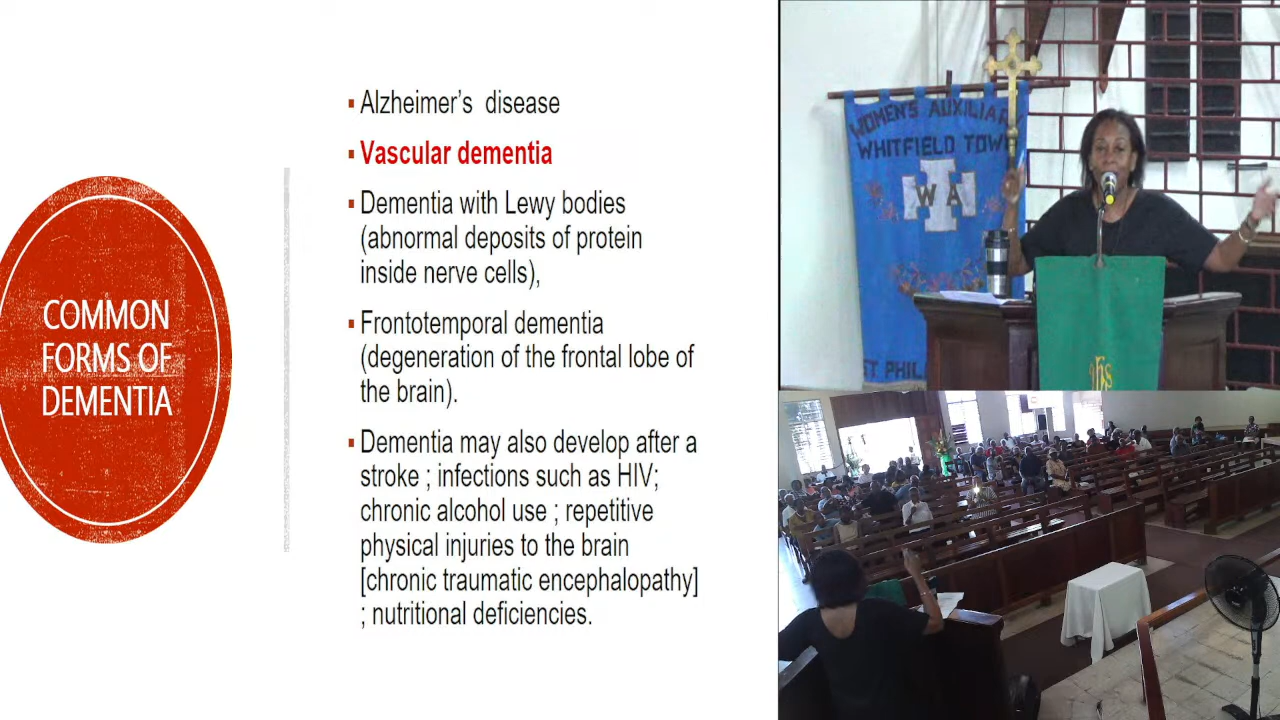 COMMON
FORMS OF
DEMENTIA
Alzheimer's disease
Vascular dementia
Dementia with Lewy bodies
(abnormal deposits of protein
inside nerve cells),
Frontotemporal dementia
(degeneration of the frontal lobe of
the brain).
Dementia may also develop after a
stroke ; infections such as HIV;
chronic alcohol use ; repetitive
physical injuries to the brain
[chronic traumatic encephalopathy]
; nutritional deficiencies.
WOMEN'S AUXILIAR
WHITFIELD TOW
WA
ST PHIL
ihs